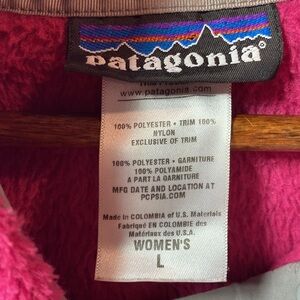 patagonia®
www.patagonia.com
100% POLYESTER • TRIM 100%
NYLON
EXCLUSIVE OF TRIM
100% POLYESTER • GARNITURE
100% POLYAMIDE
A PART LA GARNITURE
MFG DATE AND LOCATION AT
PCPSIA.COM
Made in COLOMBIA of U.S. Materials
Fabriqué EN COLOMBIE des
Matériaux des U.S.A.
WOMEN'S
L